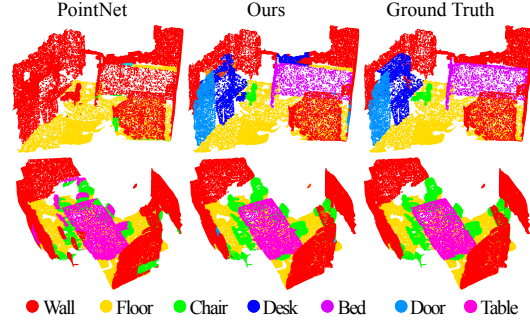 PointNet Ours Ground Truth
Wall Floor Chair Desk Bed Door Table